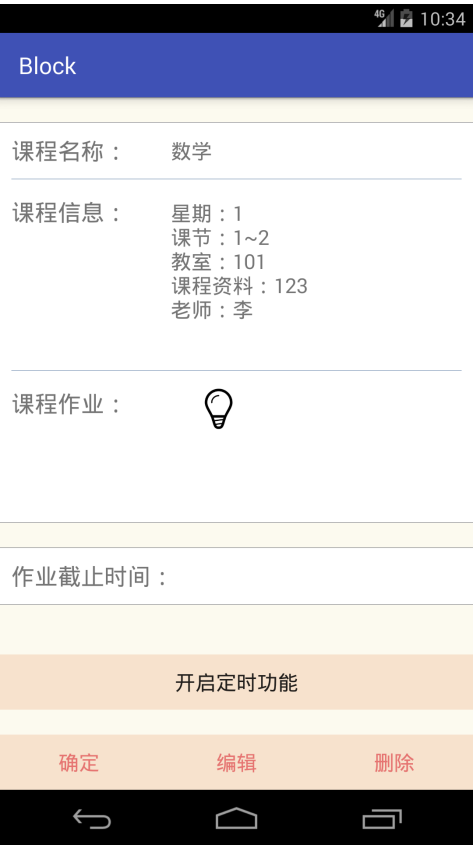 4G 10:34
Block
课程名称： 数学
课程信息： 星期：1
课节：1~2
教室：101
课程资料：123
老师：李
课程作业：
作业截止时间：
开启定时功能
确定 编辑 删除